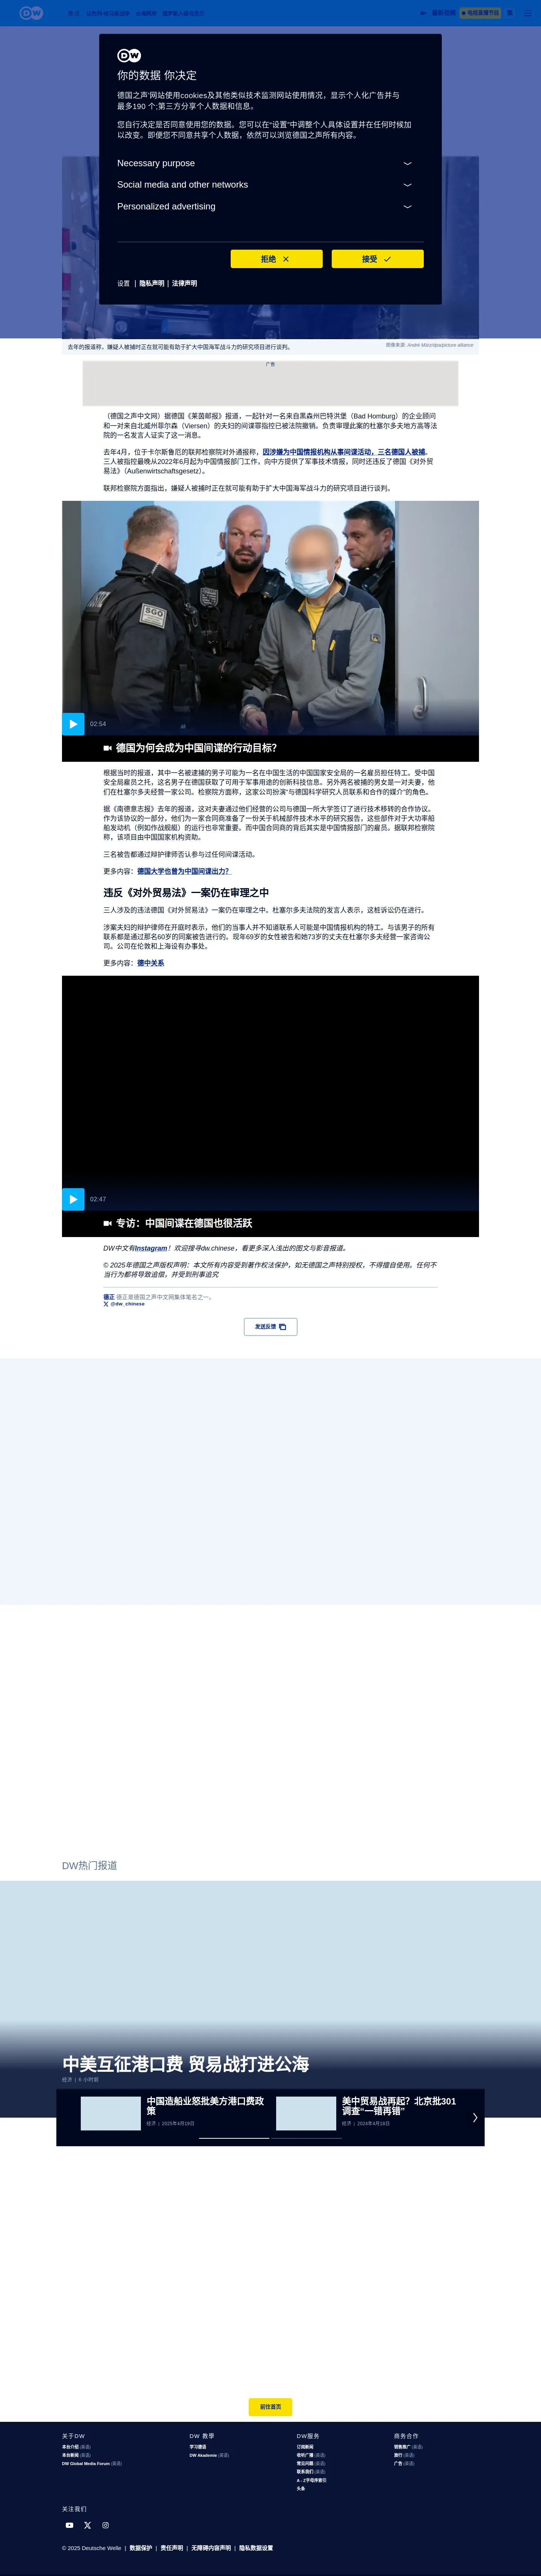 DW
你的数据 你决定
德国之声'网站使用cookies及其他类似技术监测网站使用情况，显示个人化广告并与
最多190 个;第三方分享个人数据和信息。
您自行决定是否同意使用您的数据。您可以在“设置”中调整个人具体设置并在任何时候加
以改变。即便您不同意共享个人数据，依然可以浏览德国之声所有内容。
Necessary purpose
Social media and other networks
Personalized advertising
拒绝
接受
设置 | 隐私声明 | 法律声明
去年的报道称，嫌疑人被捕时正在就可能有助于扩大中国海军战斗力的研究项目进行谈判。
图像来源: André März/dpa/picture alliance
广告
（德国之声中文网）据德国《莱茵邮报》报道，一起针对一名来自黑森州巴特洪堡（Bad Homburg）的企业顾问
和一对来自北威州菲尔森（Viersen）的夫妇的间谍罪指控已被法院撤销。负责审理此案的杜塞尔多夫地方高等法
院的一名发言人证实了这一消息。
去年4月，位于卡尔斯鲁厄的联邦检察院对外通报称，因涉嫌为中国情报机构从事间谍活动，三名德国人被捕。
三人被指控最晚从2022年6月起为中国情报部门工作，向中方提供了军事技术情报，同时还违反了德国《对外贸
易法》（Außenwirtschaftsgesetz）。
联邦检察院方面指出，嫌疑人被捕时正在就可能有助于扩大中国海军战斗力的研究项目进行谈判。
02:54
德国为何会成为中国间谍的行动目标？
根据当时的报道，其中一名被逮捕的男子可能为一名在中国生活的中国国家安全局的一名雇员担任特工。受中国
安全局雇员之托，这名男子在德国获取了可用于军事用途的创新科技信息。另外两名被捕的男女是一对夫妻，他
们在杜塞尔多夫经营一家公司。检察院方面称，这家公司扮演“与德国科学研究人员联系和合作的媒介”的角色。
据《南德意志报》去年的报道，这对夫妻通过他们经营的公司与德国一所大学签订了进行技术移转的合作协议。
作为该协议的一部分，他们为一家合同商准备了一份关于机械部件技术水平的研究报告，这些部件对于大功率船
舶发动机（例如作战舰艇）的运行也非常重要。而中国合同商的背后其实是中国情报部门的雇员。据联邦检察院
称，该项目由中国国家机构资助。
三名被告都通过辩护律师否认参与过任何间谍活动。
更多内容：德国大学也曾为中国间谍出力？
违反《对外贸易法》一案仍在审理之中
三人涉及的违法德国《对外贸易法》一案仍在审理之中。杜塞尔多夫法院的发言人表示，这桩诉讼仍在进行。
涉案夫妇的辩护律师在开庭时表示，他们的当事人并不知道联系人可能是中国情报机构的特工。与该男子的所有
联系都是通过那名60岁的同案被告进行的。现年69岁的女性被告和她73岁的丈夫在杜塞尔多夫经营一家咨询公
司。公司在伦敦和上海设有办事处。
更多内容：德中关系
02:47
专访：中国间谍在德国也很活跃
DW中文有Instagram！欢迎搜寻dw.chinese，看更多深入浅出的图文与影音报道。
© 2025年德国之声版权声明：本文所有内容受到著作权法保护，如无德国之声特别授权，不得擅自使用。任何不
当行为都将导致追偿，并受到刑事追究
德正 德正是德国之声中文网集体笔名之一。
@dw_chinese
发送反馈
DW热门报道
中美互征港口费 贸易战打进公海
经济 | 6 小时前
中国造船业怒批美方港口费政
策
经济 | 2025年4月19日
美中贸易战再起？北京批301
调查“一错再错”
经济 | 2024年4月18日
前往首页
关于DW
本台介绍 (英语)
本台新闻 (英语)
DW Global Media Forum (英语)
DW 教學
学习德语
DW Akademie (英语)
DW服务
订阅新闻
收听广播 (英语)
常见问题 (英语)
联系我们 (英语)
A - Z字母序索引
头条
商务合作
销售推广 (英语)
旅行 (英语)
广告 (英语)
关注我们
© 2025 Deutsche Welle | 数据保护 | 责任声明 | 无障碍内容声明 | 隐私数据设置